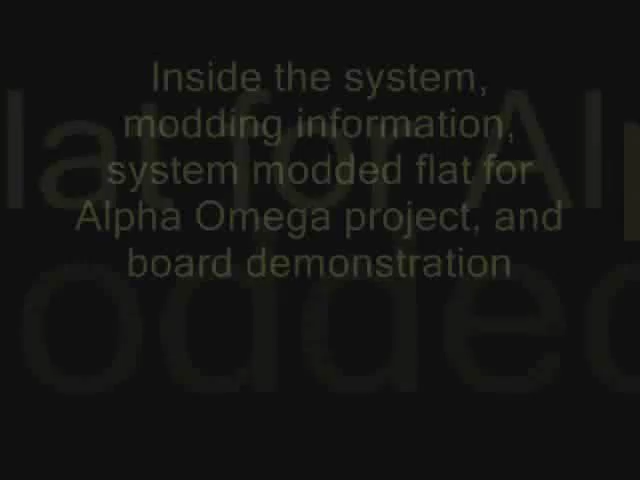 Inside the system,
modding information,
system modded flat for
Alpha Omega project, and
board demonstration